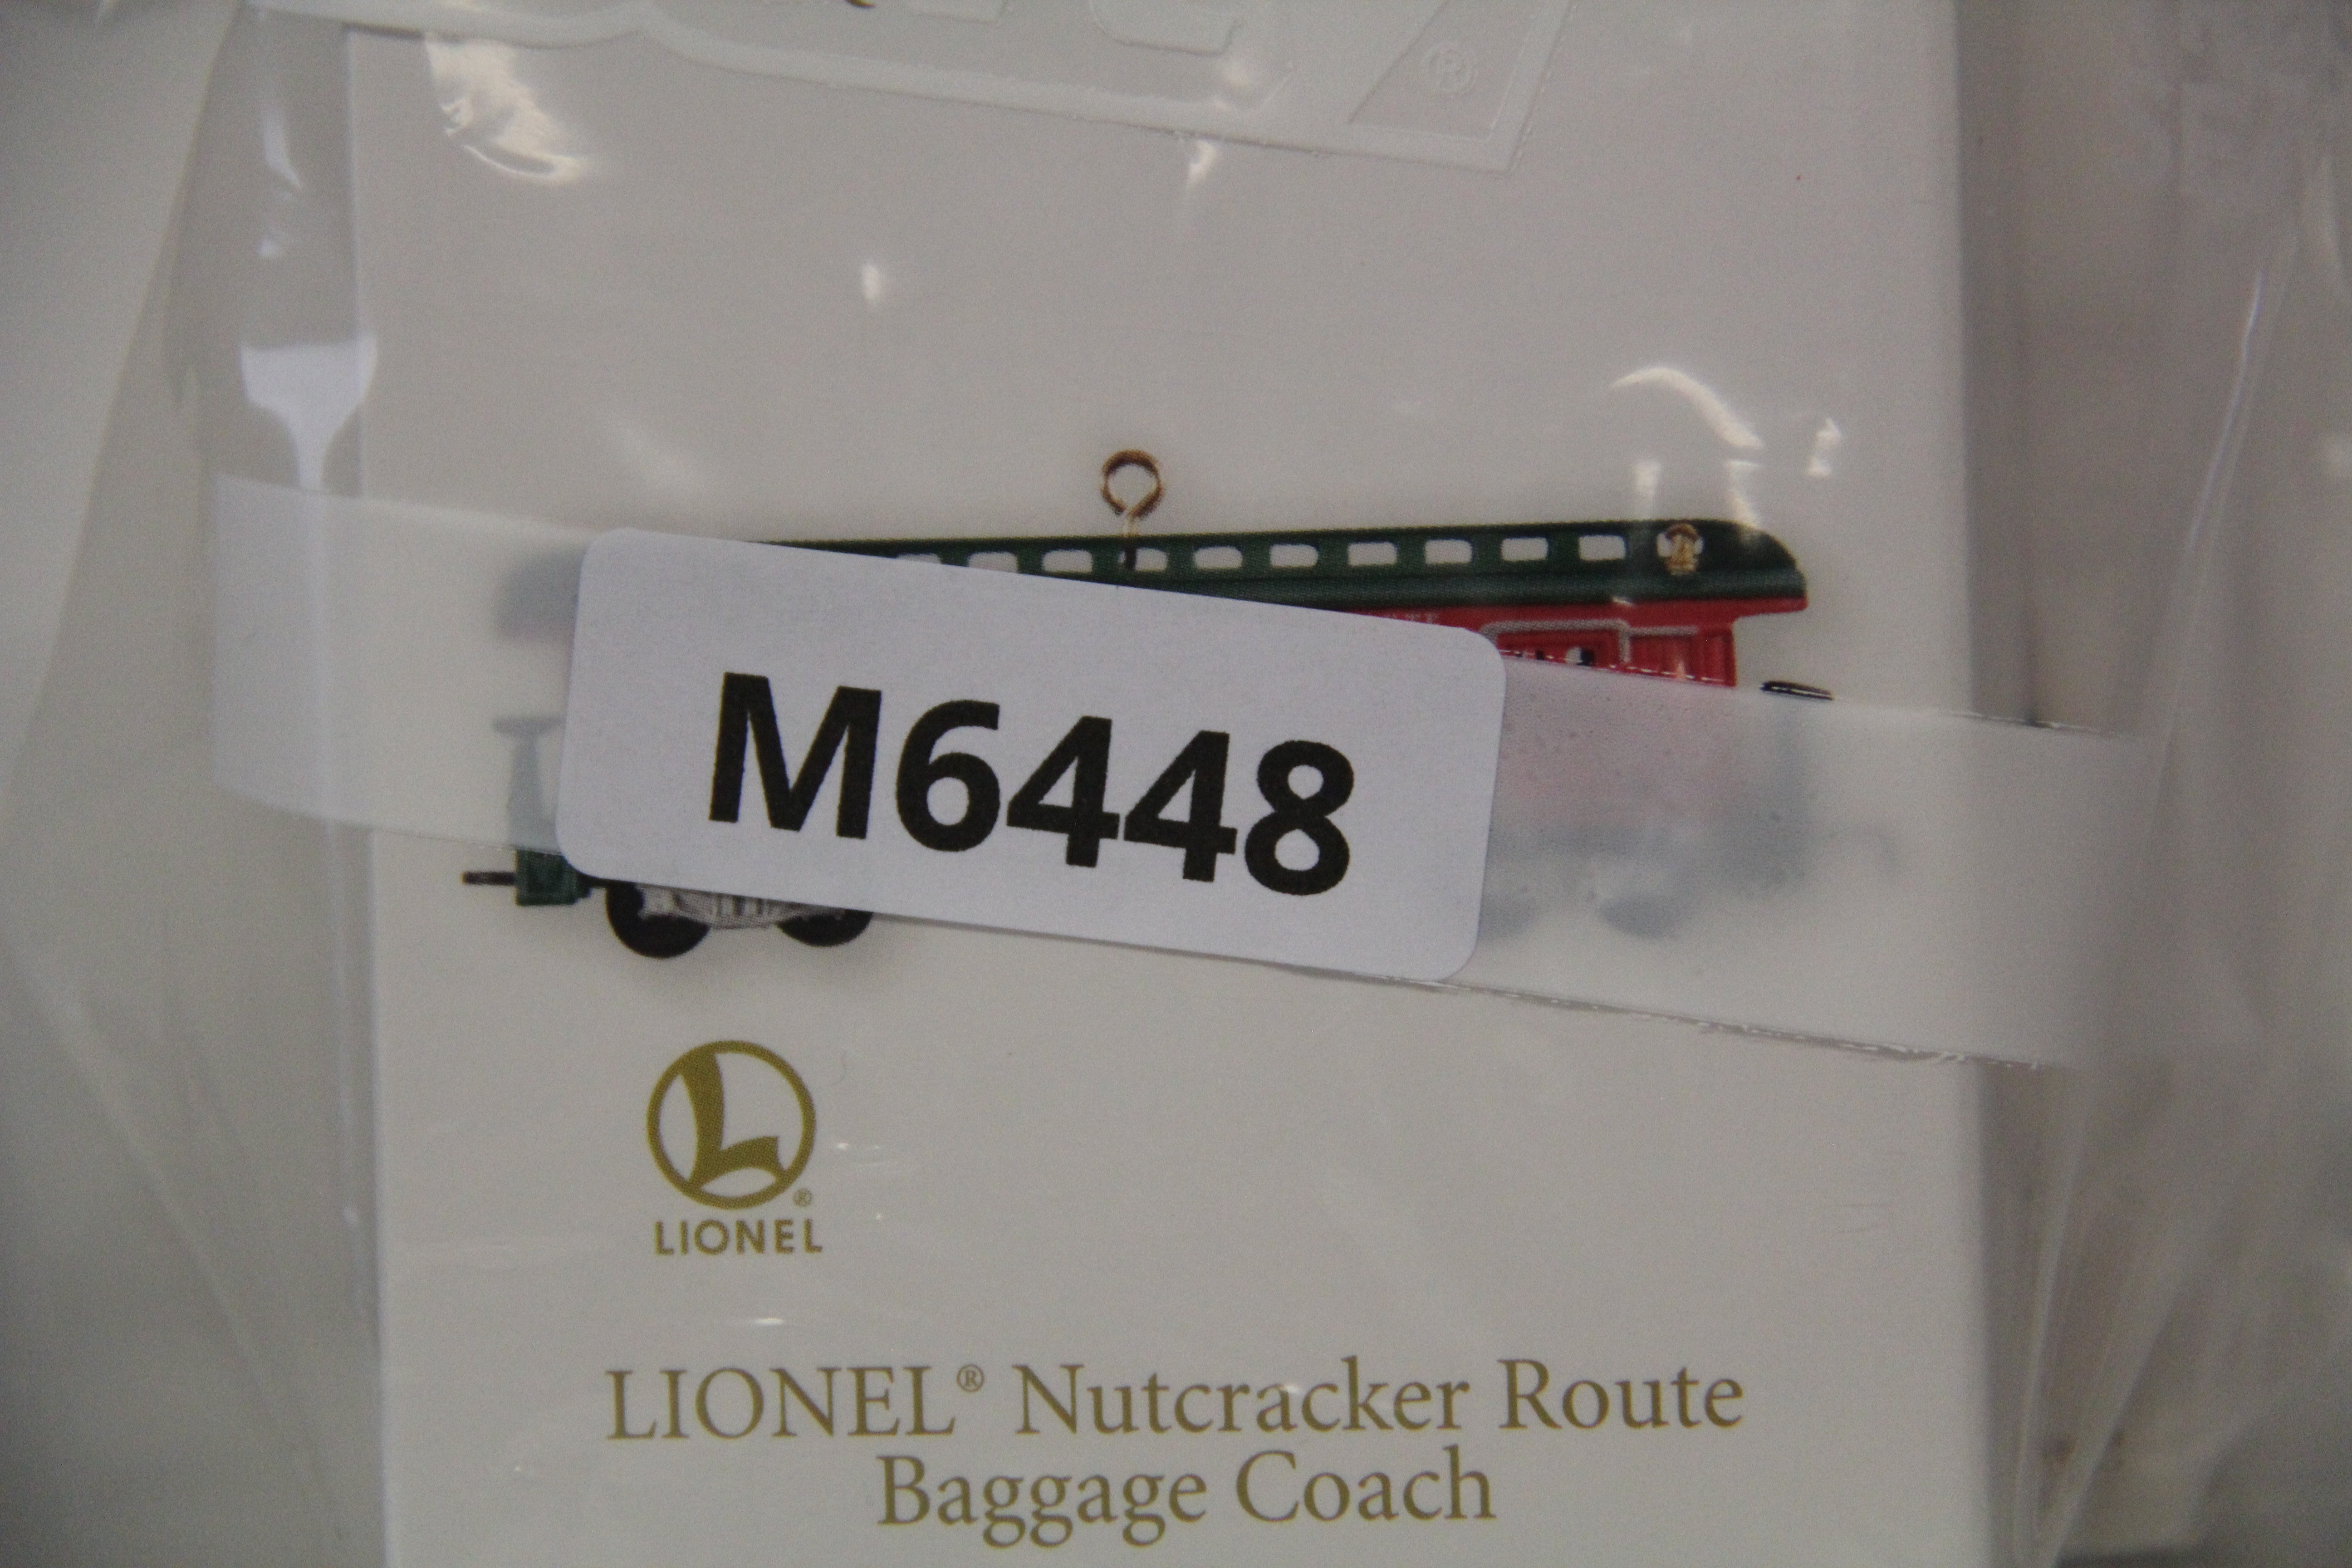 ®
M6448
®
LIONEL
LIONEL® Nutcracker Route
Baggage Coach